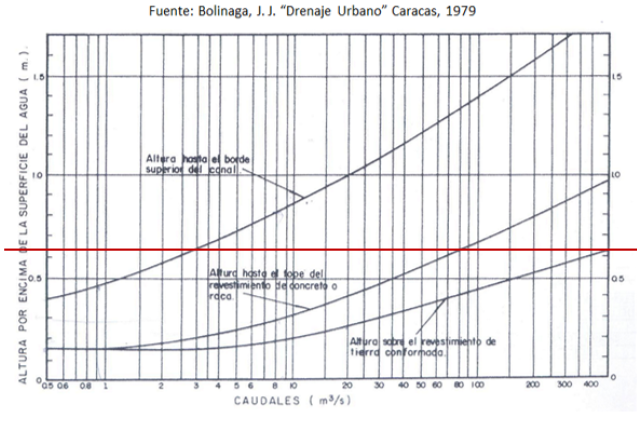 Fuente: Bolinaga, J. J. “Drenaje Urbano” Caracas, 1979
ALTURA POR ENCIMA DE LA SUPERFICIE DEL AGUA ( m.)
1.5
1.0
0.5
0
1.5
1.0
0.5
0
Altura hasta el borde
superior del canal.
Altura hasta el tope del
revestimiento de concreto o
roca.
Altura sobre el revestimiento de
tierra conformada.
0.5 0.6 0.8 1 2 3 4 5 6 8 10 20 30 40 50 60 80 100 200 300 400
CAUDALES ( m³/s)